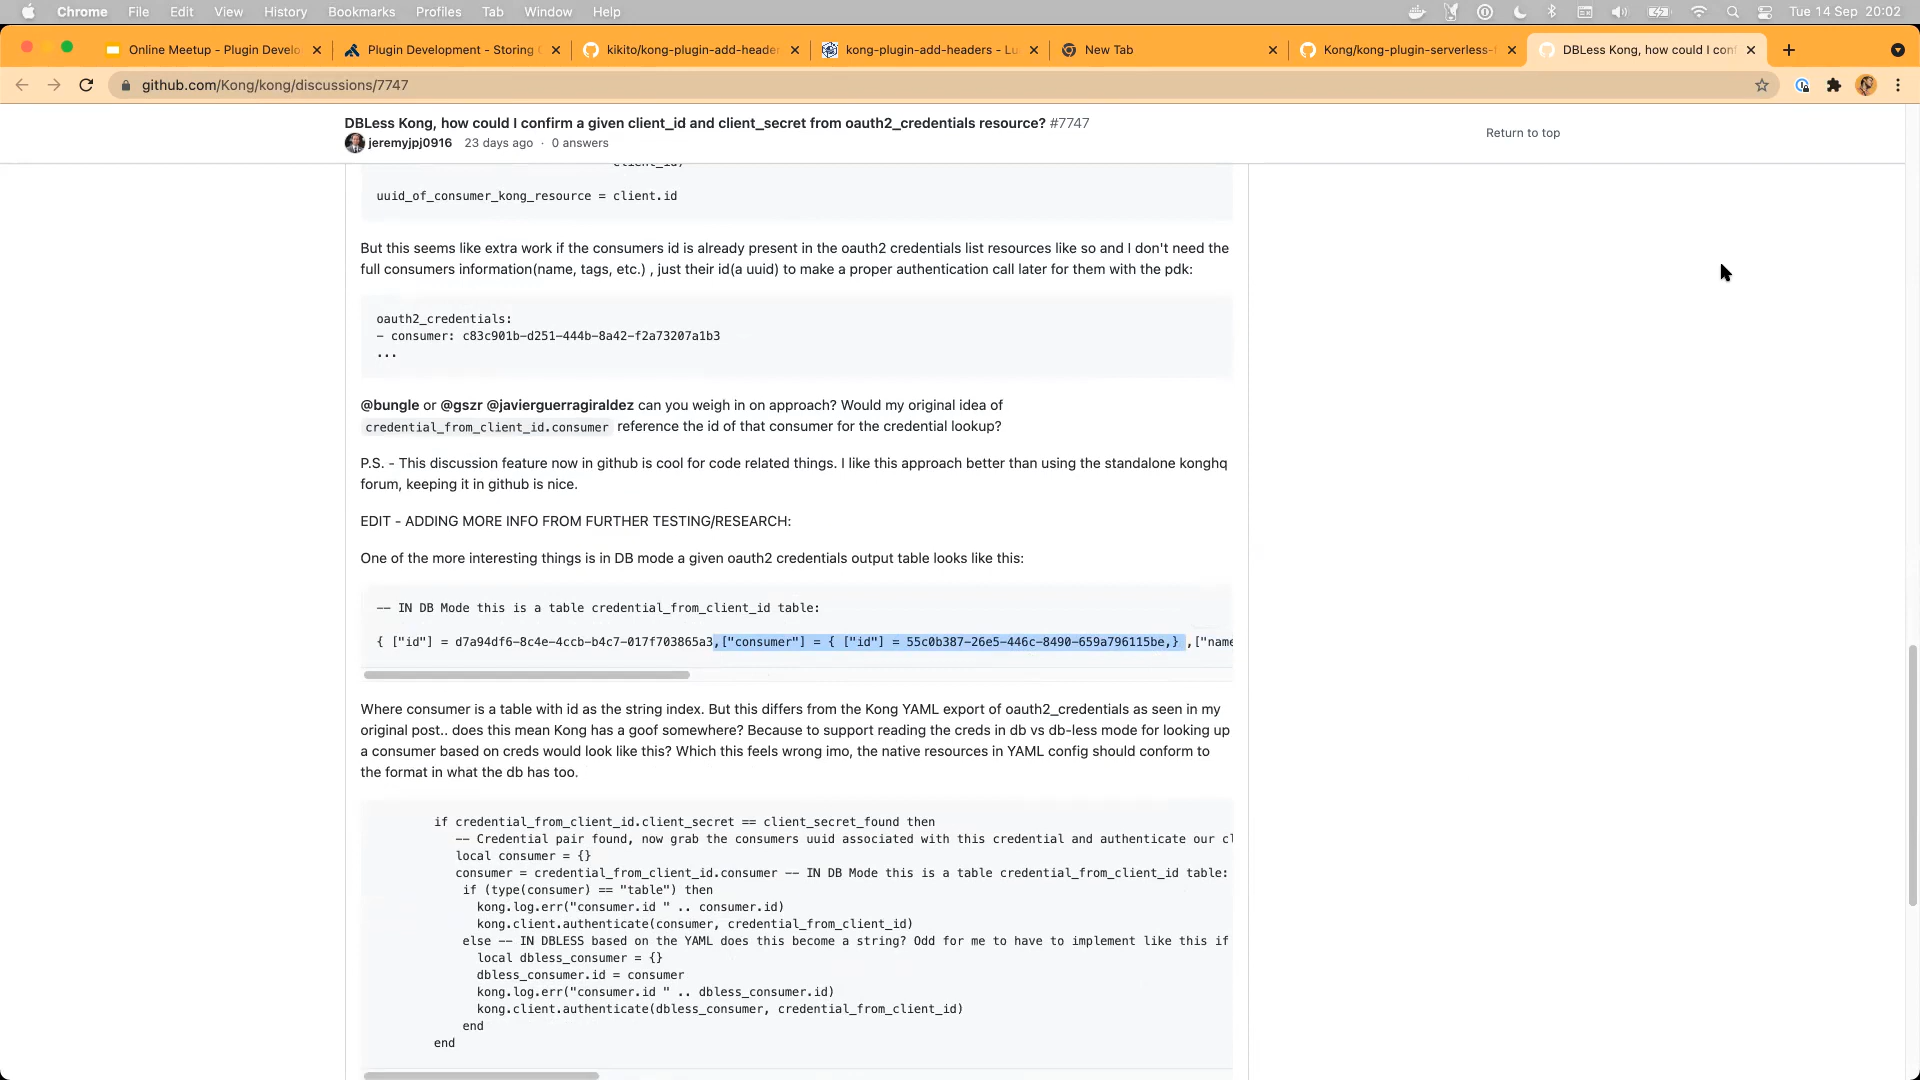 Chrome File Edit View History Bookmarks Profiles Tab Window Help Tue 14 Sep 20:02
Online Meetup - Plugin Develo Plugin Development - Storing kikito/kong-plugin-add-header kong-plugin-add-headers - Lu New Tab Kong/kong-plugin-serverless- DBLess Kong, how could I con
github.com/Kong/kong/discussions/7747
DBLess Kong, how could I confirm a given client_id and client_secret from oauth2_credentials resource? #7747
jeremyjpj0916 23 days ago · 0 answers
Return to top
client_id)
uuid_of_consumer_kong_resource = client.id
But this seems like extra work if the consumers id is already present in the oauth2 credentials list resources like so and I don't need the
full consumers information(name, tags, etc.) , just their id(a uuid) to make a proper authentication call later for them with the pdk:
oauth2_credentials:
- consumer: c83c901b-d251-444b-8a42-f2a73207a1b3
...
@bungle or @gszr @javierguerragiraldez can you weigh in on approach? Would my original idea of
credential_from_client_id.consumer reference the id of that consumer for the credential lookup?
P.S. - This discussion feature now in github is cool for code related things. I like this approach better than using the standalone konghq
forum, keeping it in github is nice.
EDIT - ADDING MORE INFO FROM FURTHER TESTING/RESEARCH:
One of the more interesting things is in DB mode a given oauth2 credentials output table looks like this:
-- IN DB Mode this is a table credential_from_client_id table:
{ ["id"] = d7a94df6-8c4e-4ccb-b4c7-017f703865a3,["consumer"] = { ["id"] = 55c0b387-26e5-446c-8490-659a796115be,} ,["name
Where consumer is a table with id as the string index. But this differs from the Kong YAML export of oauth2_credentials as seen in my
original post.. does this mean Kong has a goof somewhere? Because to support reading the creds in db vs db-less mode for looking up
a consumer based on creds would look like this? Which this feels wrong imo, the native resources in YAML config should conform to
the format in what the db has too.
if credential_from_client_id.client_secret == client_secret_found then
-- Credential pair found, now grab the consumers uuid associated with this credential and authenticate our cl
local consumer = {}
consumer = credential_from_client_id.consumer -- IN DB Mode this is a table credential_from_client_id table:
if (type(consumer) == "table") then
kong.log.err("consumer.id " .. consumer.id)
kong.client.authenticate(consumer, credential_from_client_id)
else -- IN DBLESS based on the YAML does this become a string? Odd for me to have to implement like this if
local dbless_consumer = {}
dbless_consumer.id = consumer
kong.log.err("consumer.id " .. dbless_consumer.id)
kong.client.authenticate(dbless_consumer, credential_from_client_id)
end
end